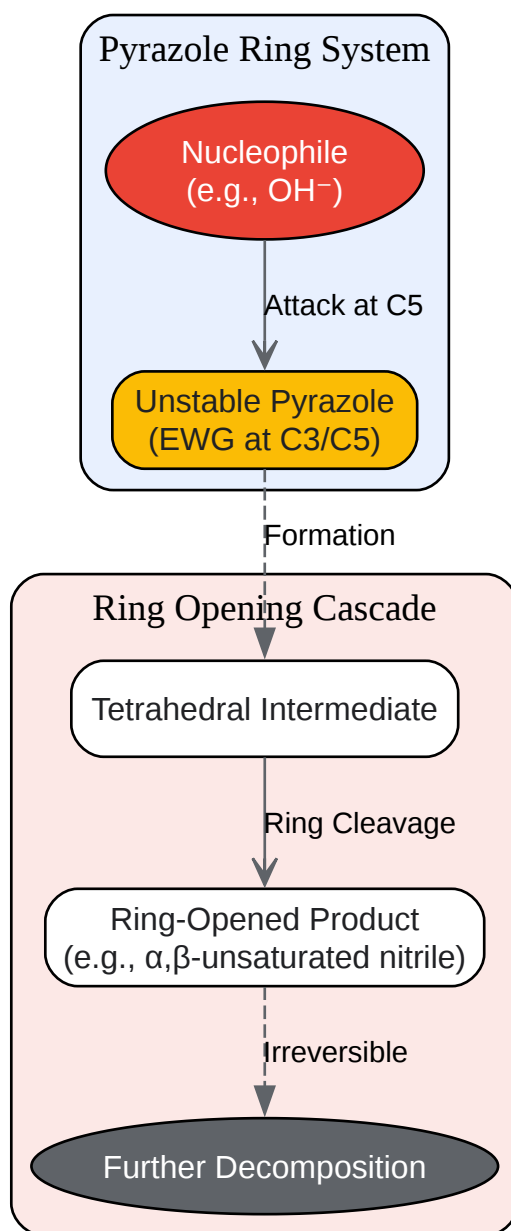 Pyrazole Ring System
Nucleophile
(e.g., OH⁻)
Attack at C5
Unstable Pyrazole
(EWG at C3/C5)
Formation
Ring Opening Cascade
Tetrahedral Intermediate
Ring Cleavage
Ring-Opened Product
(e.g., α,β-unsaturated nitrile)
Irreversible
Further Decomposition